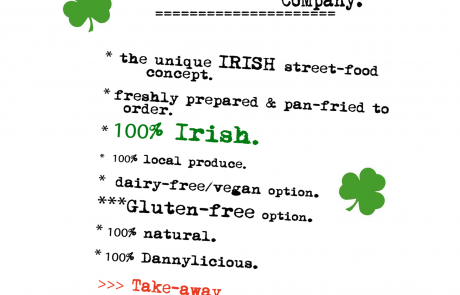 Company.
=====================
* the unique IRISH street-food
concept.
* freshly prepared & pan-fried to
order.
* 100% Irish.
* 100% local produce.
* dairy-free/vegan option.
***Gluten-free option.
* 100% natural.
* 100% Dannylicious.
>>> Take-away